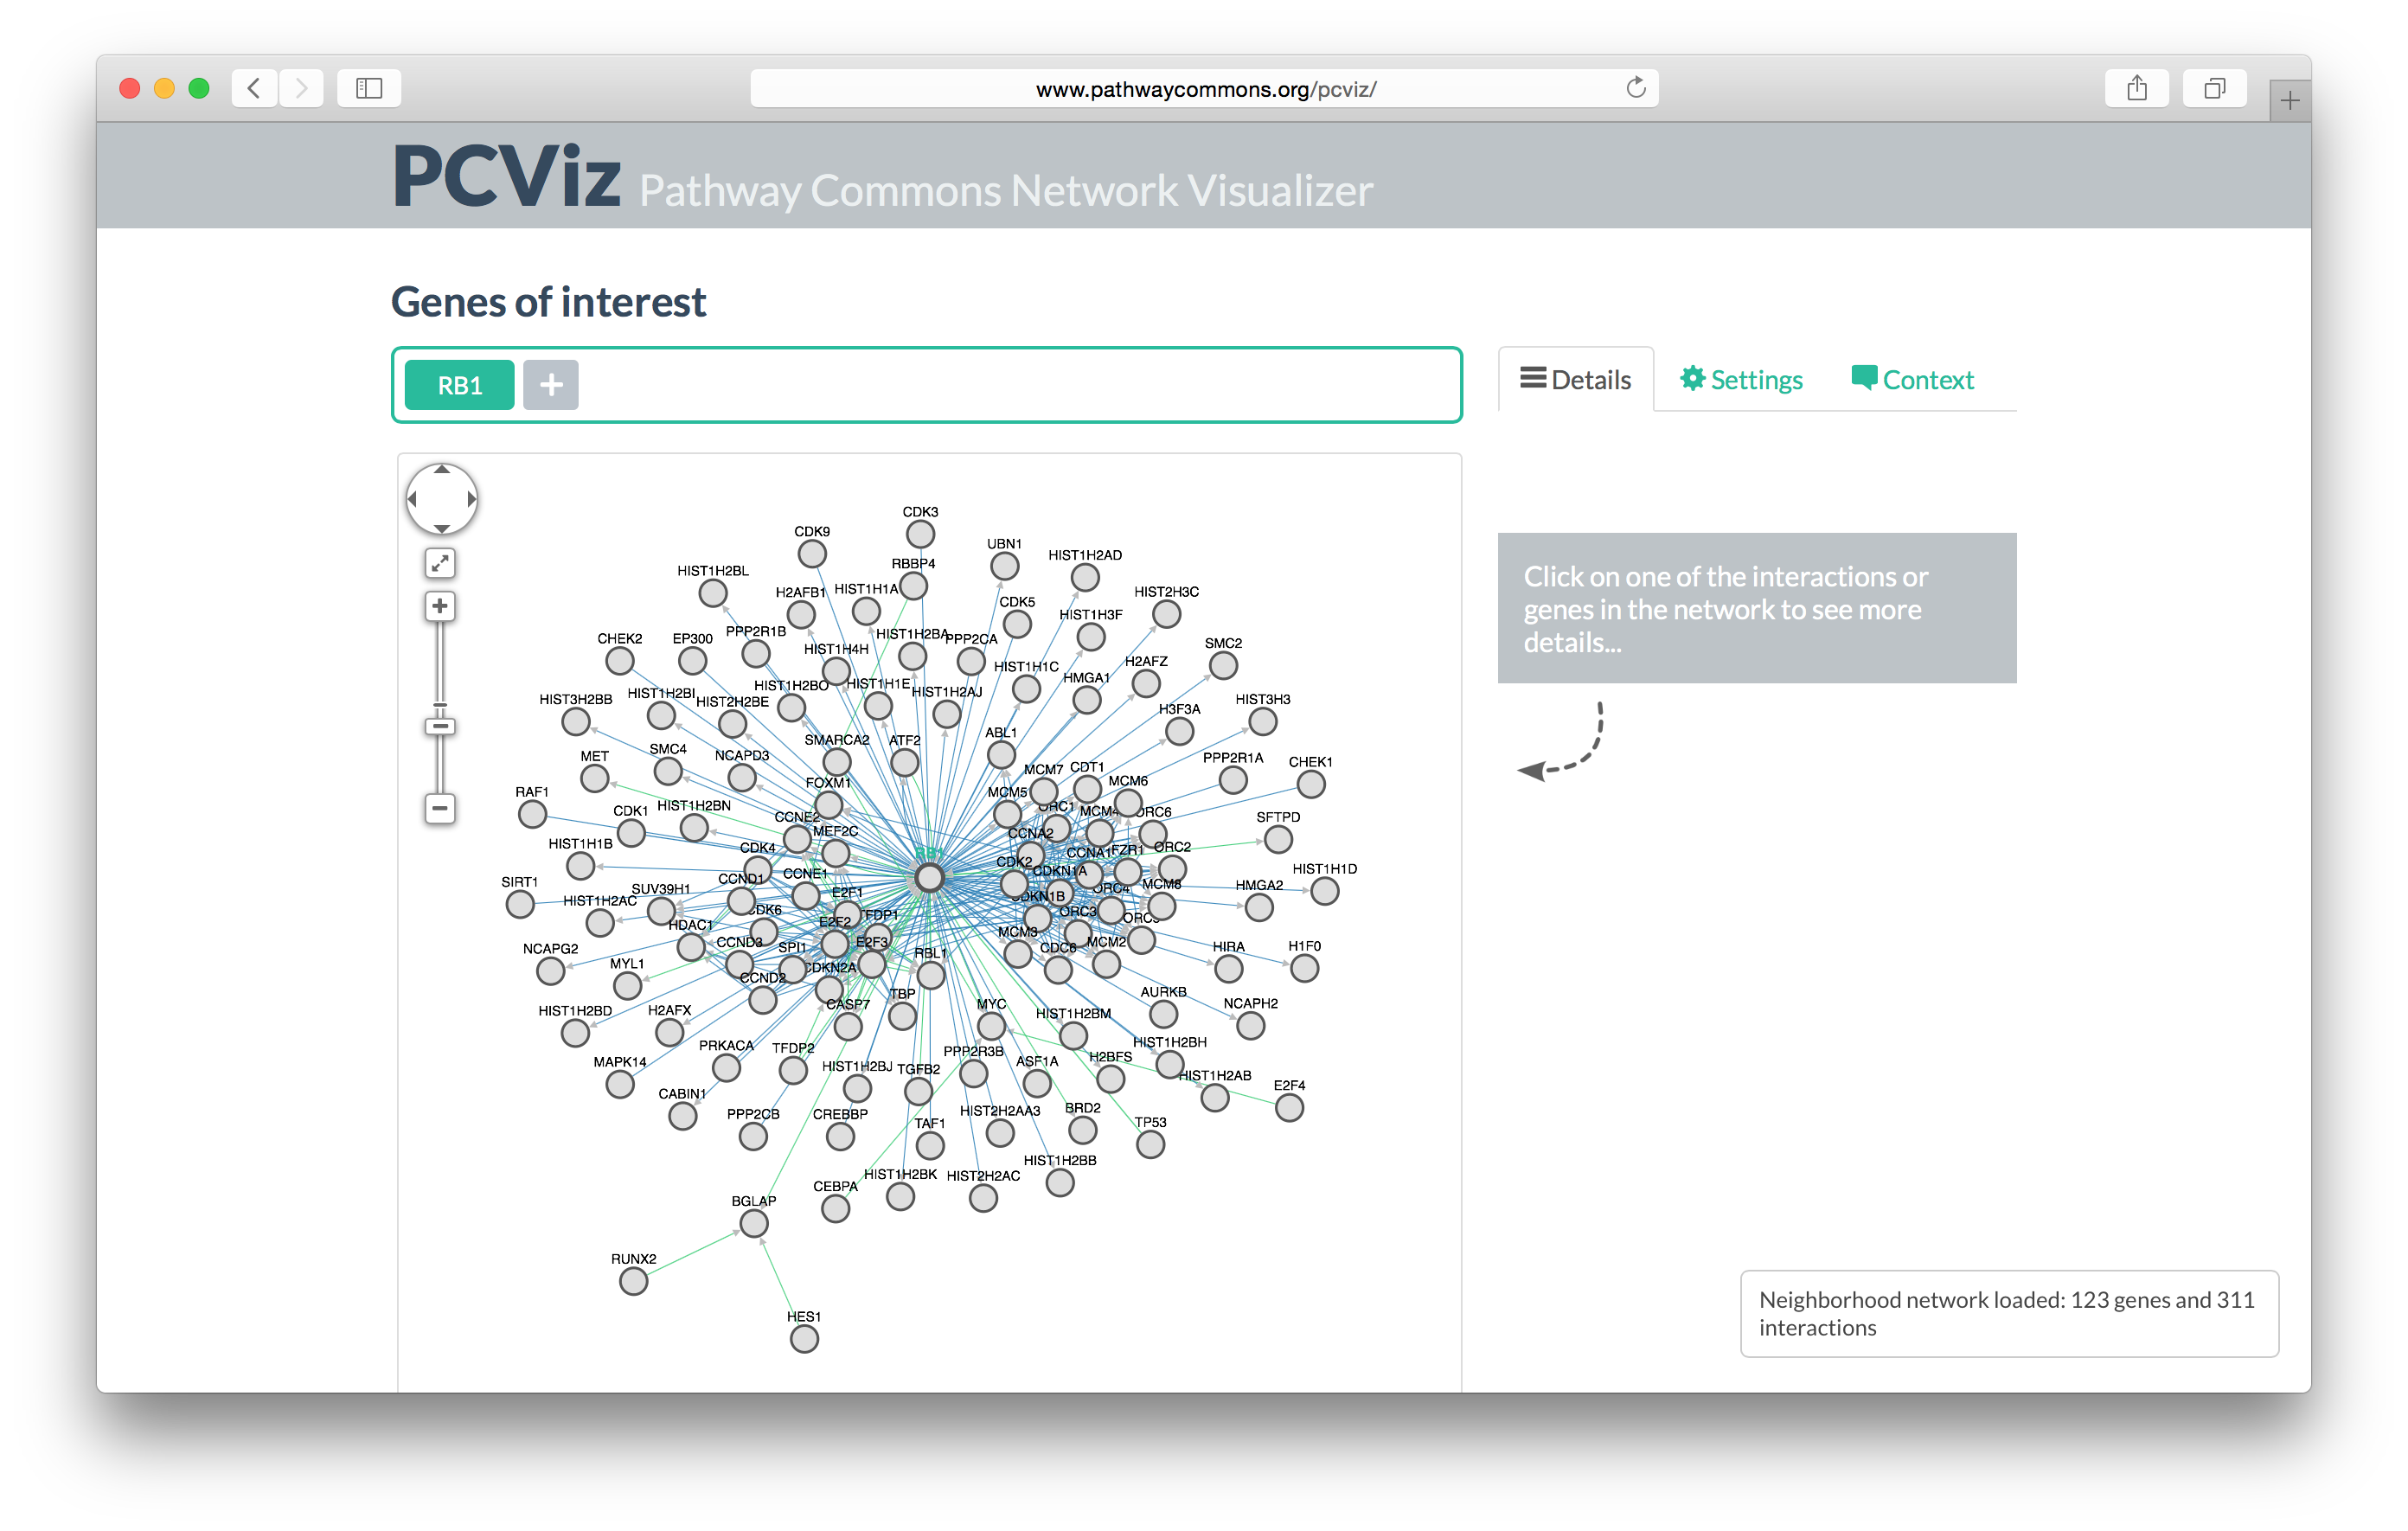 www.pathwaycommons.org/pcviz/
PCViz Pathway Commons Network Visualizer
Genes of interest
RB1
Details Settings Context
Click on one of the interactions or
genes in the network to see more
details...
CDK3
CDK9
UBN1
HIST1H2AD
RBBP4
HIST1H2BL
H2AFB1
HIST1H1A
HIST2H3C
CDK5
HIST1H3F
CHEK2
EP300
PPP2R1B
HIST1H2BA
PPP2CA
SMC2
HIST1H4H
HIST1H1C
H2AFZ
HMGA1
HIST1H2BO
HIST1H1E
HIST1H2AJ
HIST3H2BB
HIST1H2BI
HIST2H2BE
HIST3H3
H3F3A
ABL1
SMARCA2
ATF2
SMC4
MET
NCAPD3
PPP2R1A
CHEK1
MCM7
CDT1
MCM6
FOXM1
RAF1
MCM5
CDK1
HIST1H2BN
ORC1
MCM4
ORC6
CCNE2
SFTPD
MEF2C
CCNA2
HIST1H1B
CDK4
RB1
CCNA1
FZR1
ORC2
CDK2
CDKN1A
HIST1H1D
SIRT1
CCND1
CCNE1
SUV39H1
E2F1
ORC4
MCM8
HMGA2
HIST1H2AC
CDKN1B
CDK6
ORC3
TFDP1
E2F2
HDAC1
MCM3
NCAPG2
CCND3
SPI1
E2F3
RBL1
CDC6
MCM2
HIRA
H1F0
MYL1
CDKN2A
CCND2
AURKB
TBP
MYC
CASP7
NCAPH2
HIST1H2BD
H2AFX
HIST1H2BM
HIST1H2BH
PRKACA
TFDP2
PPP2R3B
MAPK14
HIST1H2BJ
TGFB2
ASF1A
H2BFS
HIST1H2AB
E2F4
CABIN1
PPP2CB
CREBBP
HIST2H2AA3
BRD2
TAF1
TP53
HIST1H2BB
HIST1H2BK
HIST2H2AC
CEBPA
BGLAP
RUNX2
HES1
Neighborhood network loaded: 123 genes and 311
interactions